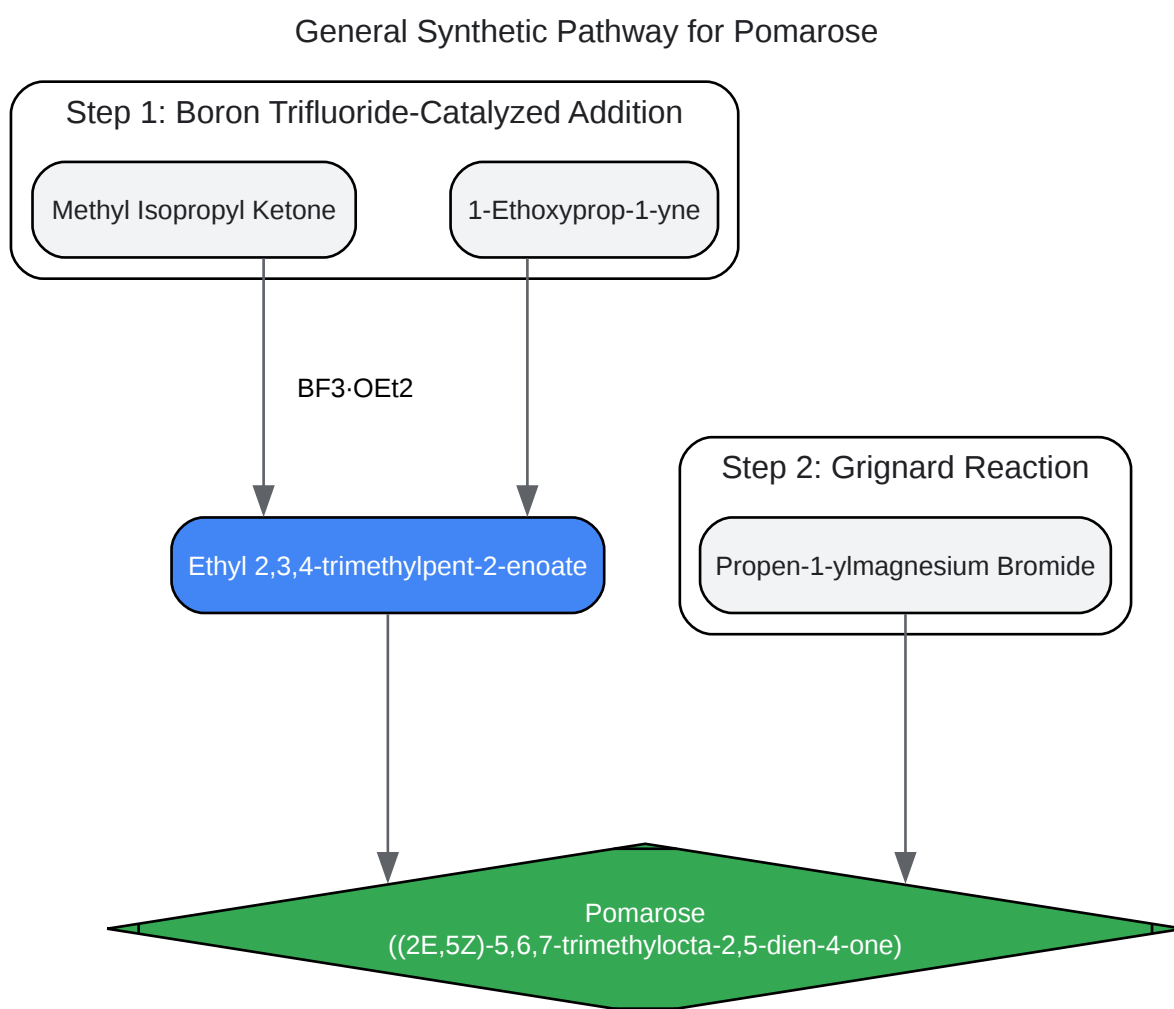 General Synthetic Pathway for Pomarose
Step 1: Boron Trifluoride-Catalyzed Addition
Methyl Isopropyl Ketone
1-Ethoxyprop-1-yne
BF3·OEt2
Step 2: Grignard Reaction
Ethyl 2,3,4-trimethylpent-2-enoate
Propen-1-ylmagnesium Bromide
Pomarose
((2E,5Z)-5,6,7-trimethylocta-2,5-dien-4-one)